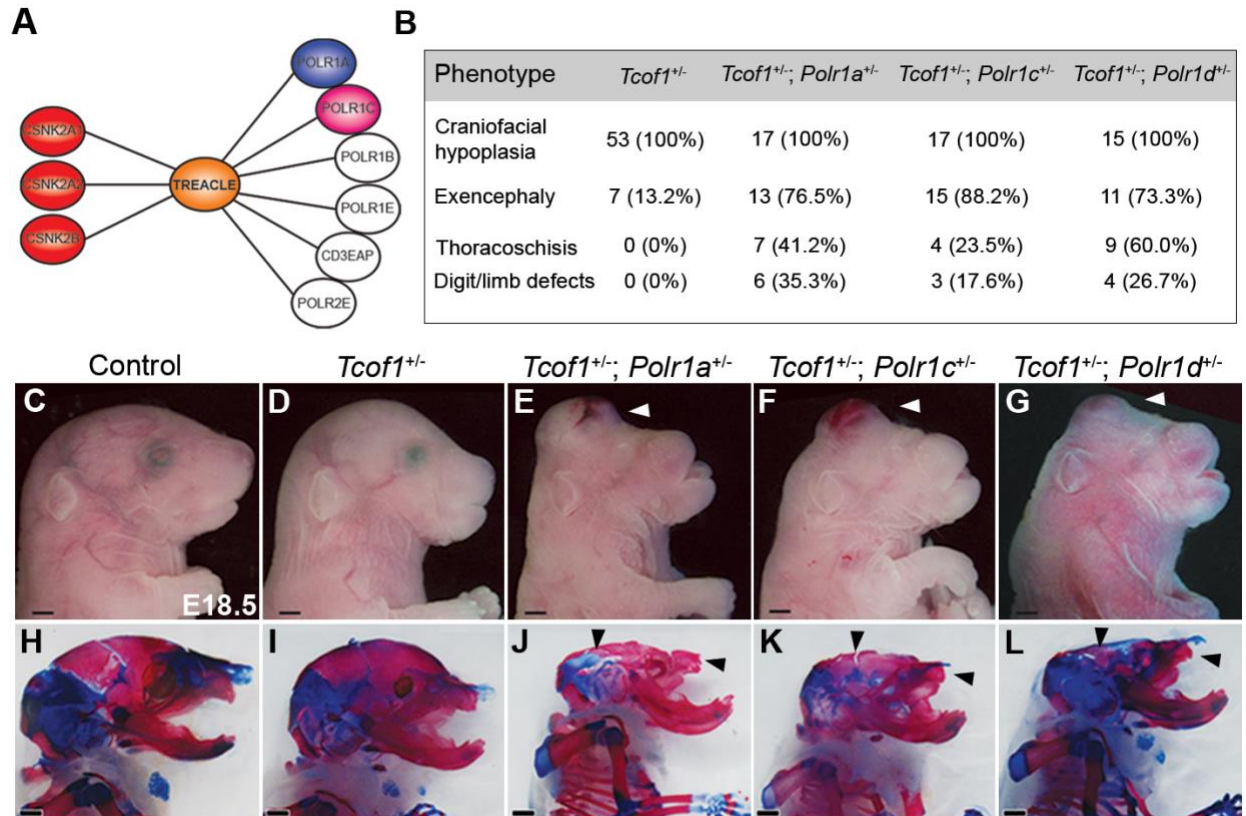 A
B
POLR1A
POLR1C
POLR1B
POLR1E
CD3EAP
POLR2E
CSNK2A1
CSNK2A2
CSNK2B
TREACLE
Phenotype Tcof1+/- Tcof1+/-; Polr1a+/- Tcof1+/-; Polr1c+/- Tcof1+/-; Polr1d+/-
Craniofacial
hypoplasia 53 (100%) 17 (100%) 17 (100%) 15 (100%)
Exencephaly 7 (13.2%) 13 (76.5%) 15 (88.2%) 11 (73.3%)
Thoracoschisis 0 (0%) 7 (41.2%) 4 (23.5%) 9 (60.0%)
Digit/limb defects 0 (0%) 6 (35.3%) 3 (17.6%) 4 (26.7%)
Control Tcof1+/- Tcof1+/-; Polr1a+/- Tcof1+/-; Polr1c+/- Tcof1+/-; Polr1d+/-
C D E F G
E18.5
H I J K L